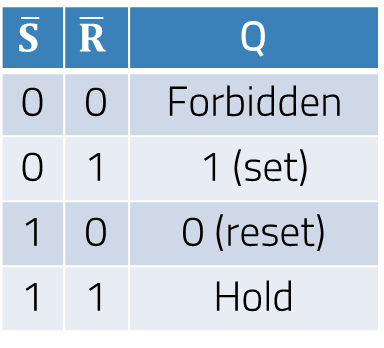 S̅ R̅ Q
0 0 Forbidden
0 1 1 (set)
1 0 0 (reset)
1 1 Hold